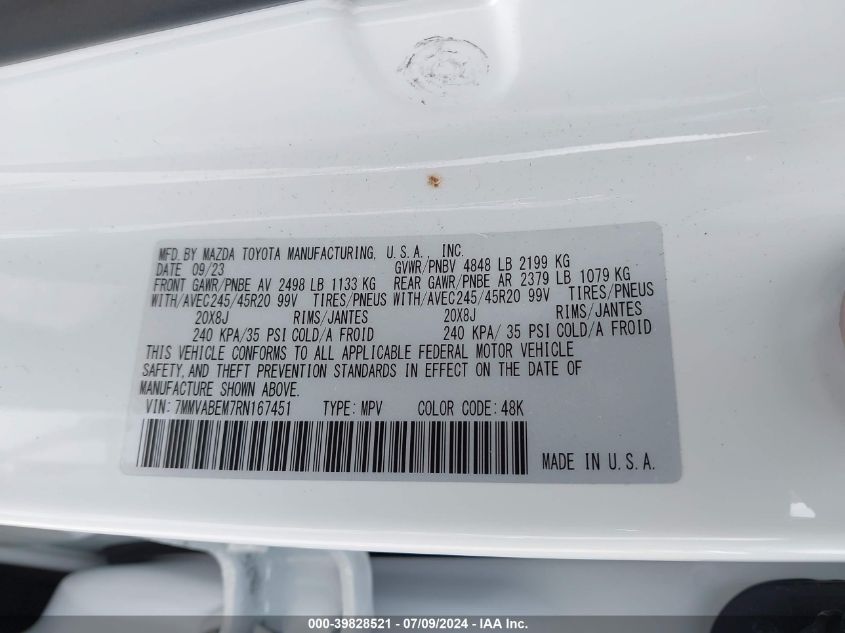 MFD. BY MAZDA TOYOTA MANUFACTURING, U.S.A., INC.
DATE 09/23 GVWR/PNBV 4848 LB 2199 KG
FRONT GAWR/PNBE AV 2498 LB 1133 KG REAR GAWR/PNBE AR 2379 LB 1079 KG
WITH/AVEC245/45R20 99V TIRES/PNEUS WITH/AVEC245/45R20 99V TIRES/PNEUS
20X8J RIMS/JANTES 20X8J RIMS/JANTES
240 KPA/35 PSI COLD/A FROID 240 KPA/ 35 PSI COLD/A FROID
THIS VEHICLE CONFORMS TO ALL APPLICABLE FEDERAL MOTOR VEHICLE
SAFETY, AND THEFT PREVENTION STANDARDS IN EFFECT ON THE DATE OF
MANUFACTURE SHOWN ABOVE.
VIN: 7MMVABEM7RN167451 TYPE: MPV COLOR CODE: 48K
MADE IN U.S.A.
000-39828521 / 07/09/2024 - IAA Inc.